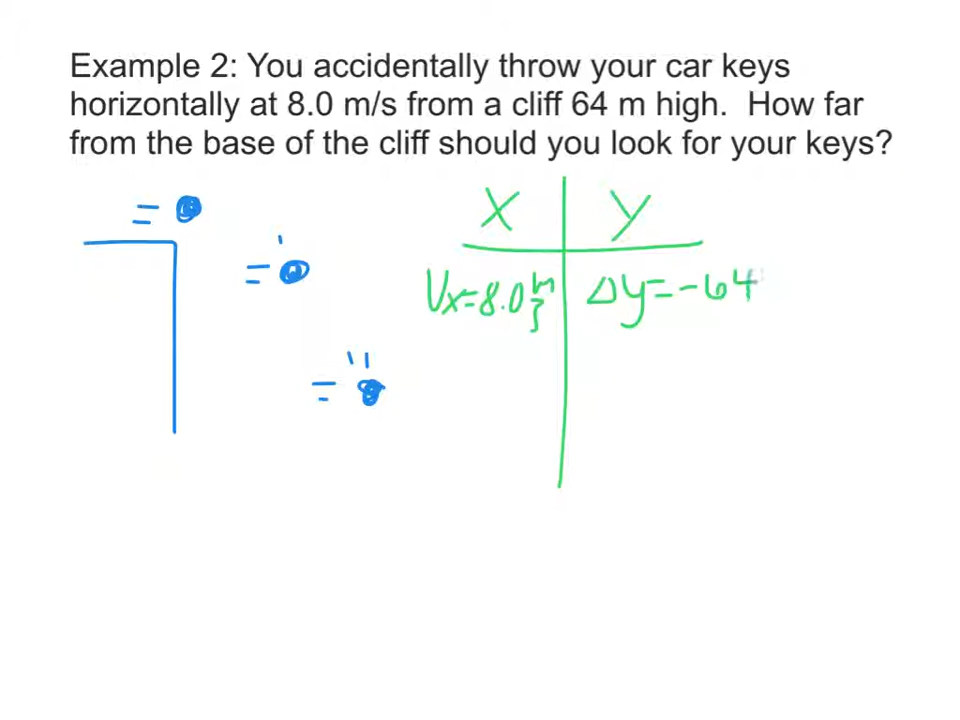 Example 2: You accidentally throw your car keys
horizontally at 8.0 m/s from a cliff 64 m high.  How far
from the base of the cliff should you look for your keys?
X Y
Vx=8.0 m/s Δy=-64